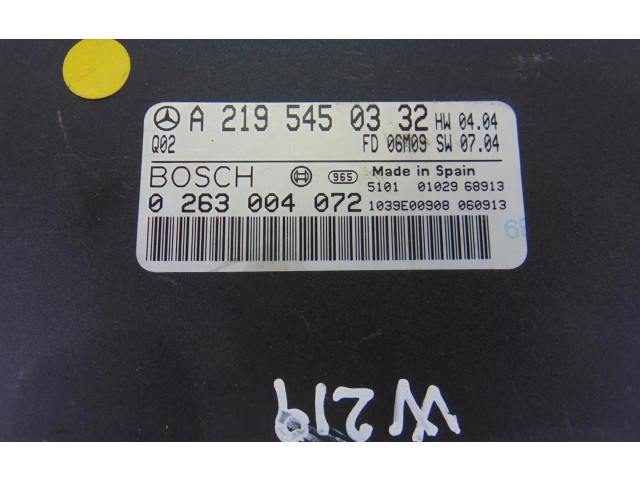 A 219 545 03 32 HW 04.04
Q02 FD 06M09 SW 07.04
BOSCH 965 Made in Spain
5101 01029 68913
0 263 004 072 1039E00908 060913
W219